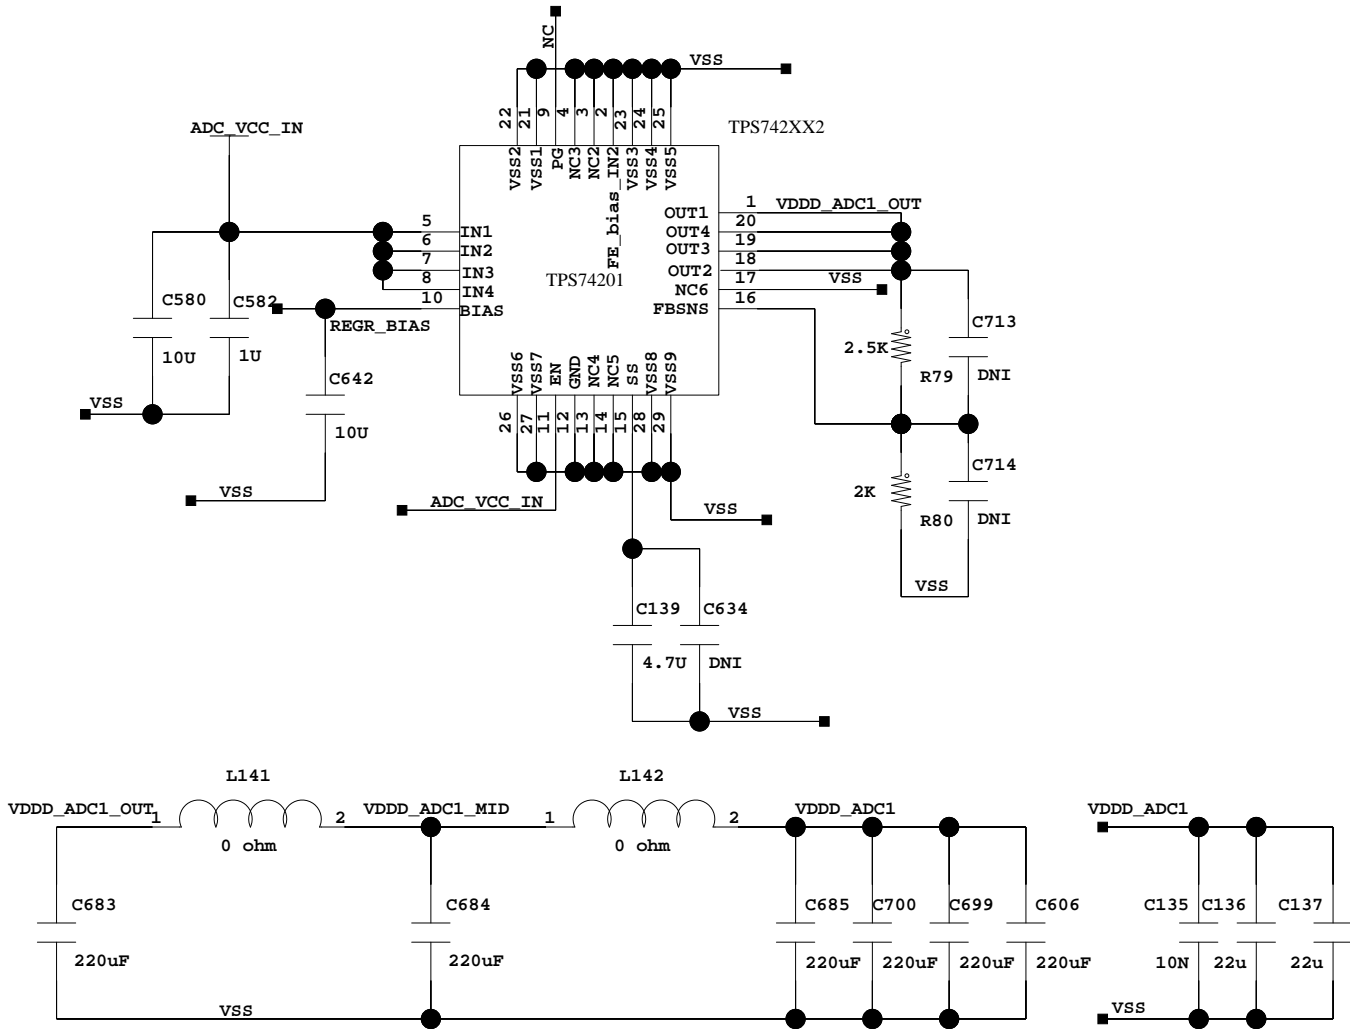 NC
VSS
22
21
9
4
3
2
23
24
25
TPS742XX2
ADC_VCC_IN
VSS2
VSS1
PG
NC3
NC2
FE_bias_IN2
VSS3
VSS4
VSS5
5
IN1
6
IN2
7
IN3
8
IN4
10
BIAS
TPS74201
OUT1
1
VDDD_ADC1_OUT
OUT4
20
OUT3
19
OUT2
18
NC6
17
VSS
FBSNS
16
C580
10U
C582
1U
REGR_BIAS
VSS
C642
10U
VSS
C713
2.5K
R79
DNI
VSS6
VSS7
EN
GND
NC4
NC5
SS
VSS8
VSS9
26
27
11
12
13
14
15
28
29
ADC_VCC_IN
VSS
C714
2K
R80
DNI
VSS
C139
4.7U
C634
DNI
VSS
L141
L142
VDDD_ADC1_OUT
1
2
VDDD_ADC1_MID
1
2
VDDD_ADC1
VDDD_ADC1
0 ohm
0 ohm
C683
C684
C685
C700
C699
C606
C135
C136
C137
220uF
220uF
220uF
220uF
220uF
220uF
10N
22u
22u
VSS
VSS